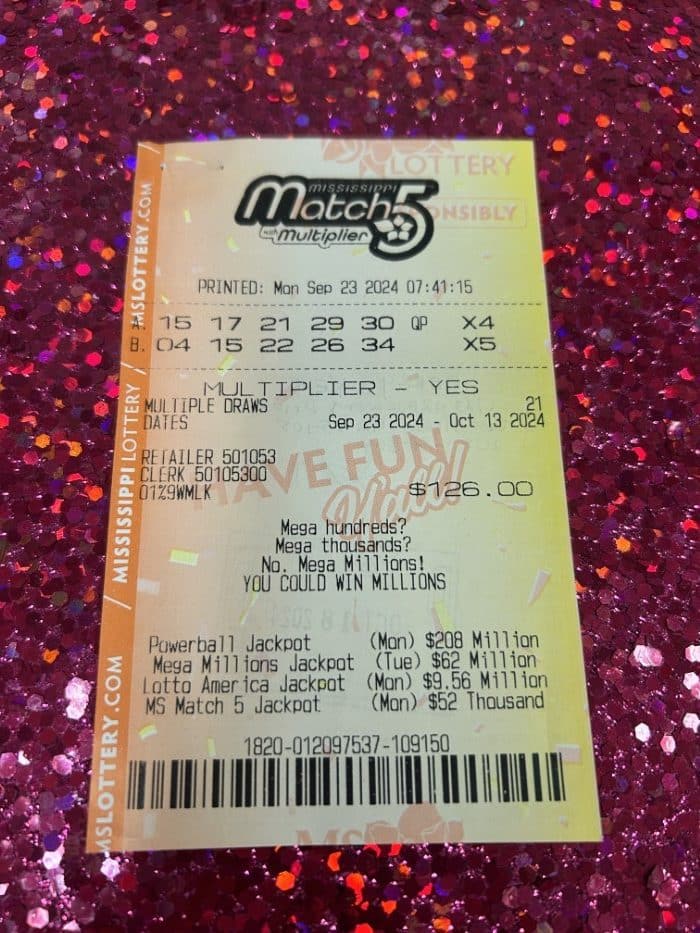 LOTTERY
MISSISSIPPI
Match 5
ONSIBLY
with Multiplier
PRINTED: Mon Sep 23 2024 07:41:15
A. 15 17 21 29 30 QP X4
B. 04 15 22 26 34 X5
MULTIPLIER - YES
MULTIPLE DRAWS 21
DATES Sep 23 2024 - Oct 13 2024
RETAILER 501053
CLERK 50105300
01%9WMLK
$126.00
HAVE FUN
Y'all!
Mega hundreds?
Mega thousands?
No. Mega Millions!
YOU COULD WIN MILLIONS
Powerball Jackpot (Mon) $208 Million
Mega Millions Jackpot (Tue) $62 Million
Lotto America Jackpot (Mon) $9.56 Million
MS Match 5 Jackpot (Mon) $52 Thousand
1820-012097537-109150
MS
MSLOTTERY.COM / MISSISSIPPI LOTTERY / MSLOTTERY.COM